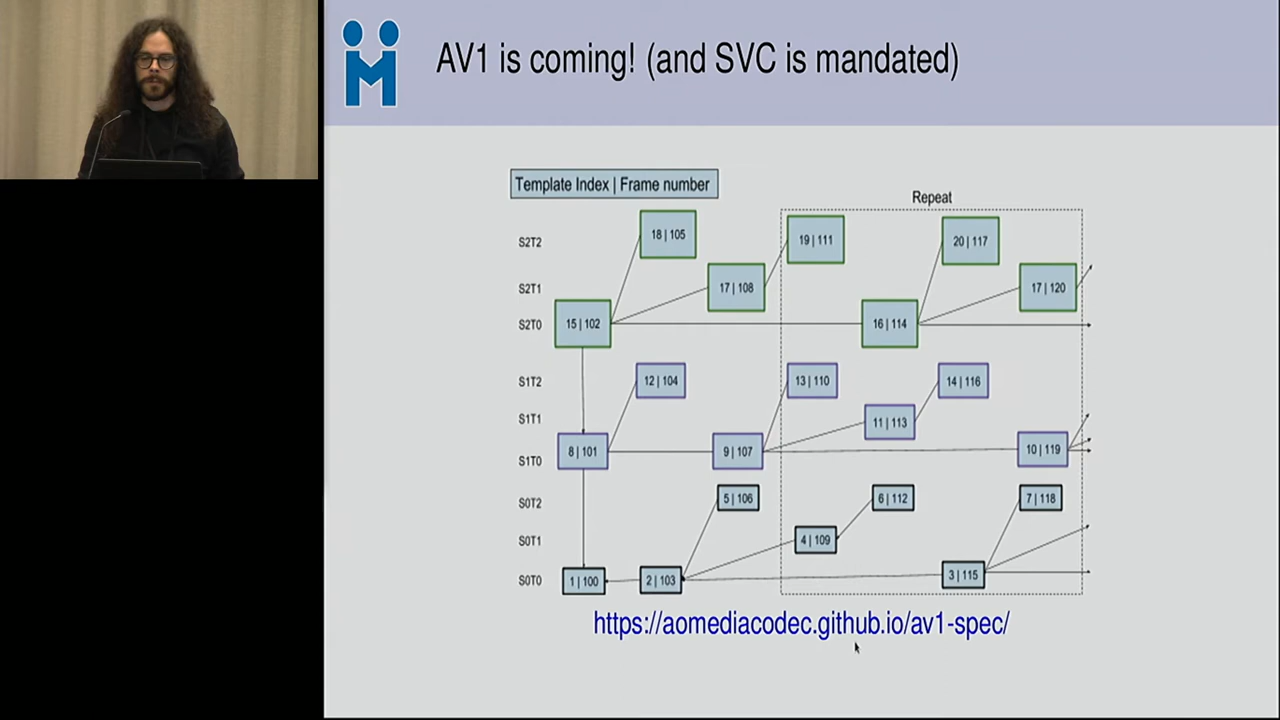 AV1 is coming! (and SVC is mandated)
Template Index | Frame number
Repeat
S2T2
18 | 105
19 | 111
20 | 117
S2T1
17 | 108
17 | 120
S2T0
15 | 102
16 | 114
S1T2
12 | 104
13 | 110
14 | 116
S1T1
11 | 113
S1T0
8 | 101
9 | 107
10 | 119
S0T2
5 | 106
6 | 112
7 | 118
S0T1
4 | 109
S0T0
1 | 100
2 | 103
3 | 115
https://aomediacodec.github.io/av1-spec/